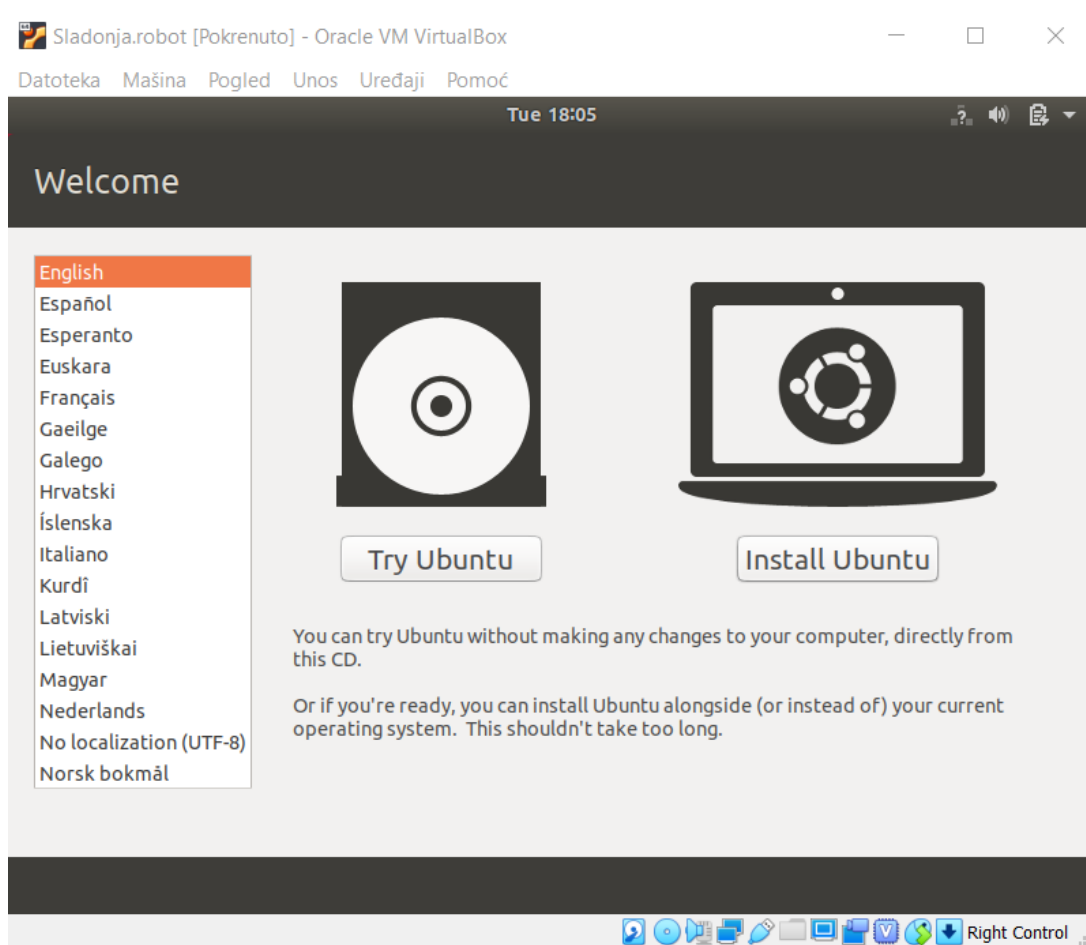 Sladonja.robot [Pokrenuto] - Oracle VM VirtualBox
Datoteka Mašina Pogled Unos Uređaji Pomoć
Tue 18:05
Welcome
English
Español
Esperanto
Euskara
Français
Gaeilge
Galego
Hrvatski
Íslenska
Italiano
Kurdî
Latviski
Lietuviškai
Magyar
Nederlands
No localization (UTF-8)
Norsk bokmål
Try Ubuntu
Install Ubuntu
You can try Ubuntu without making any changes to your computer, directly from
this CD.
Or if you're ready, you can install Ubuntu alongside (or instead of) your current
operating system. This shouldn't take too long.
Right Control